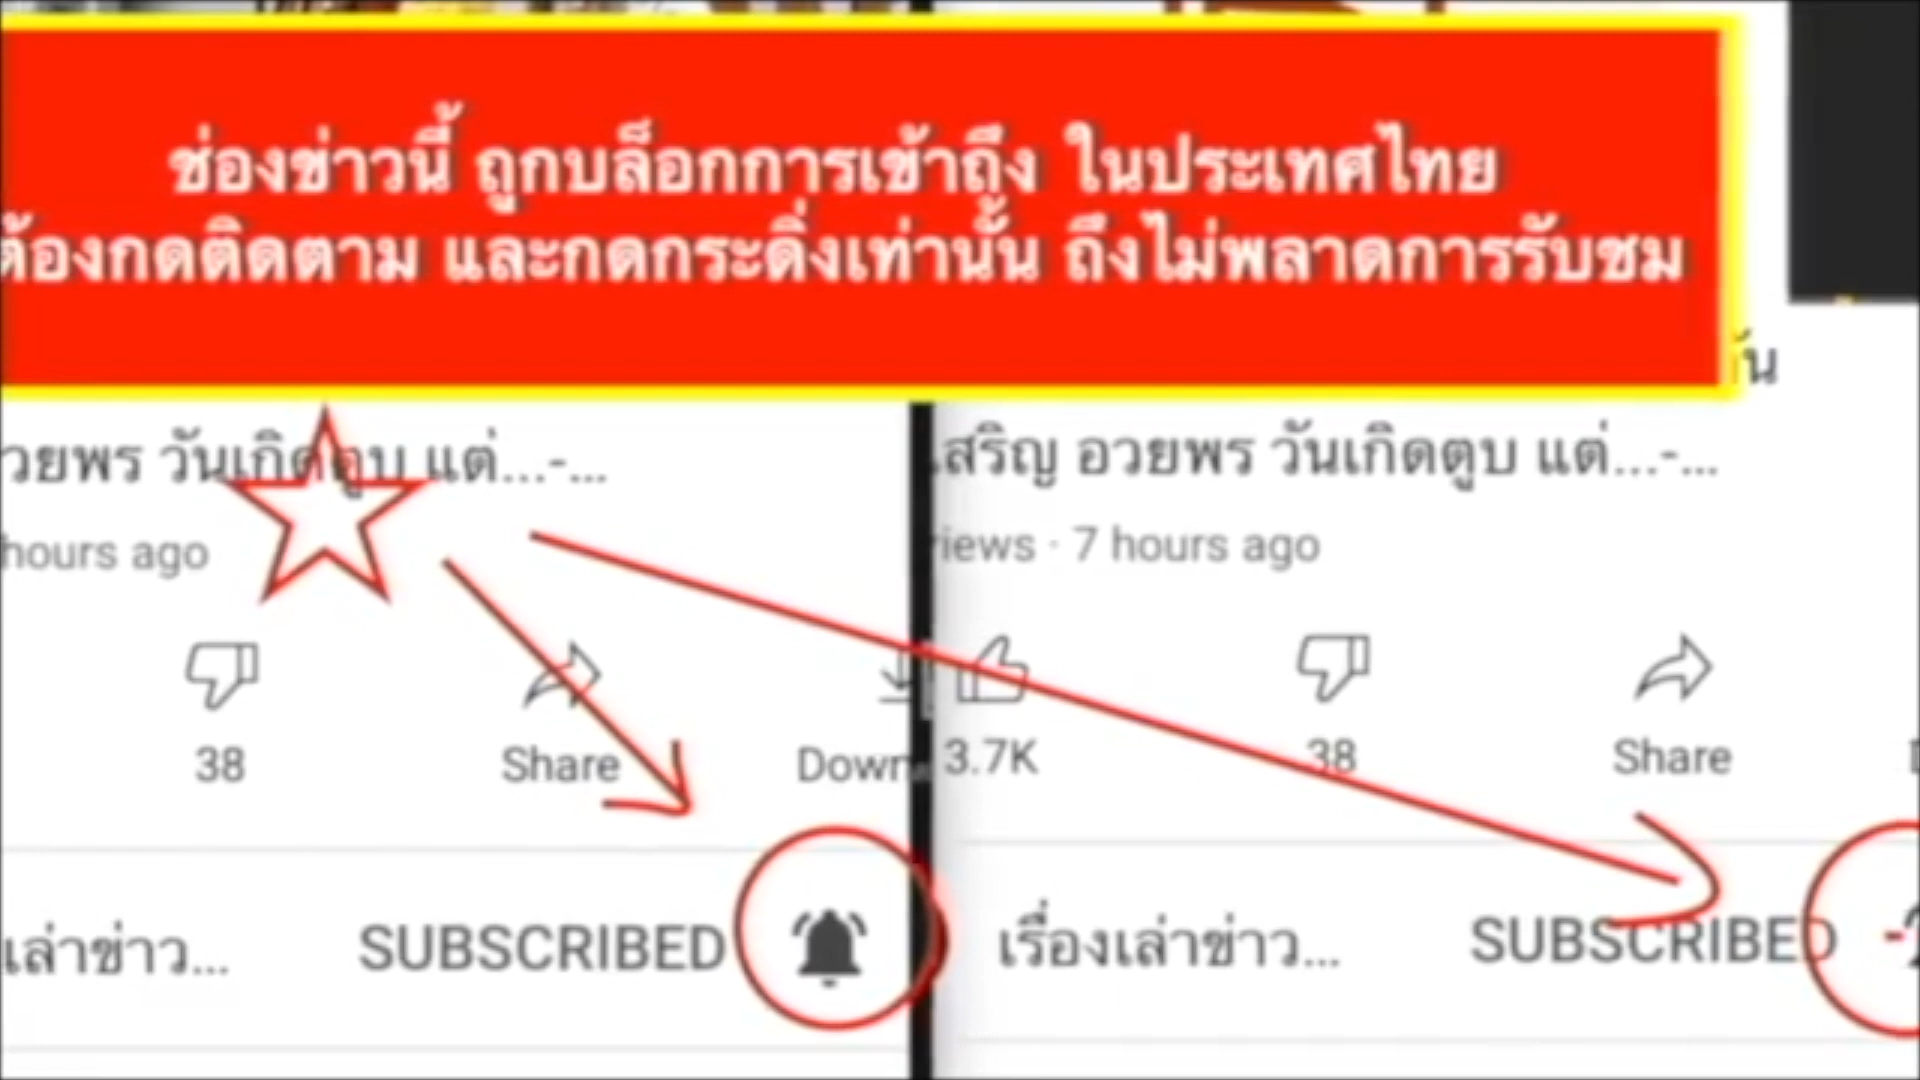 ช่องข่าวนี้ ถูกบล็อกการเข้าถึง ในประเทศไทย
ต้องกดติดตาม และกดกระดิ่งเท่านั้น ถึงไม่พลาดการรับชม
วยพร วันเกิดตูบ แต่...-...
hours ago
38
Share
SUBSCRIBED
เล่าข่าว...
สริญ อวยพร วันเกิดตูบ แต่...-...
iews · 7 hours ago
3.7K
38
Share
เรื่องเล่าข่าว...
SUBSCRIBED